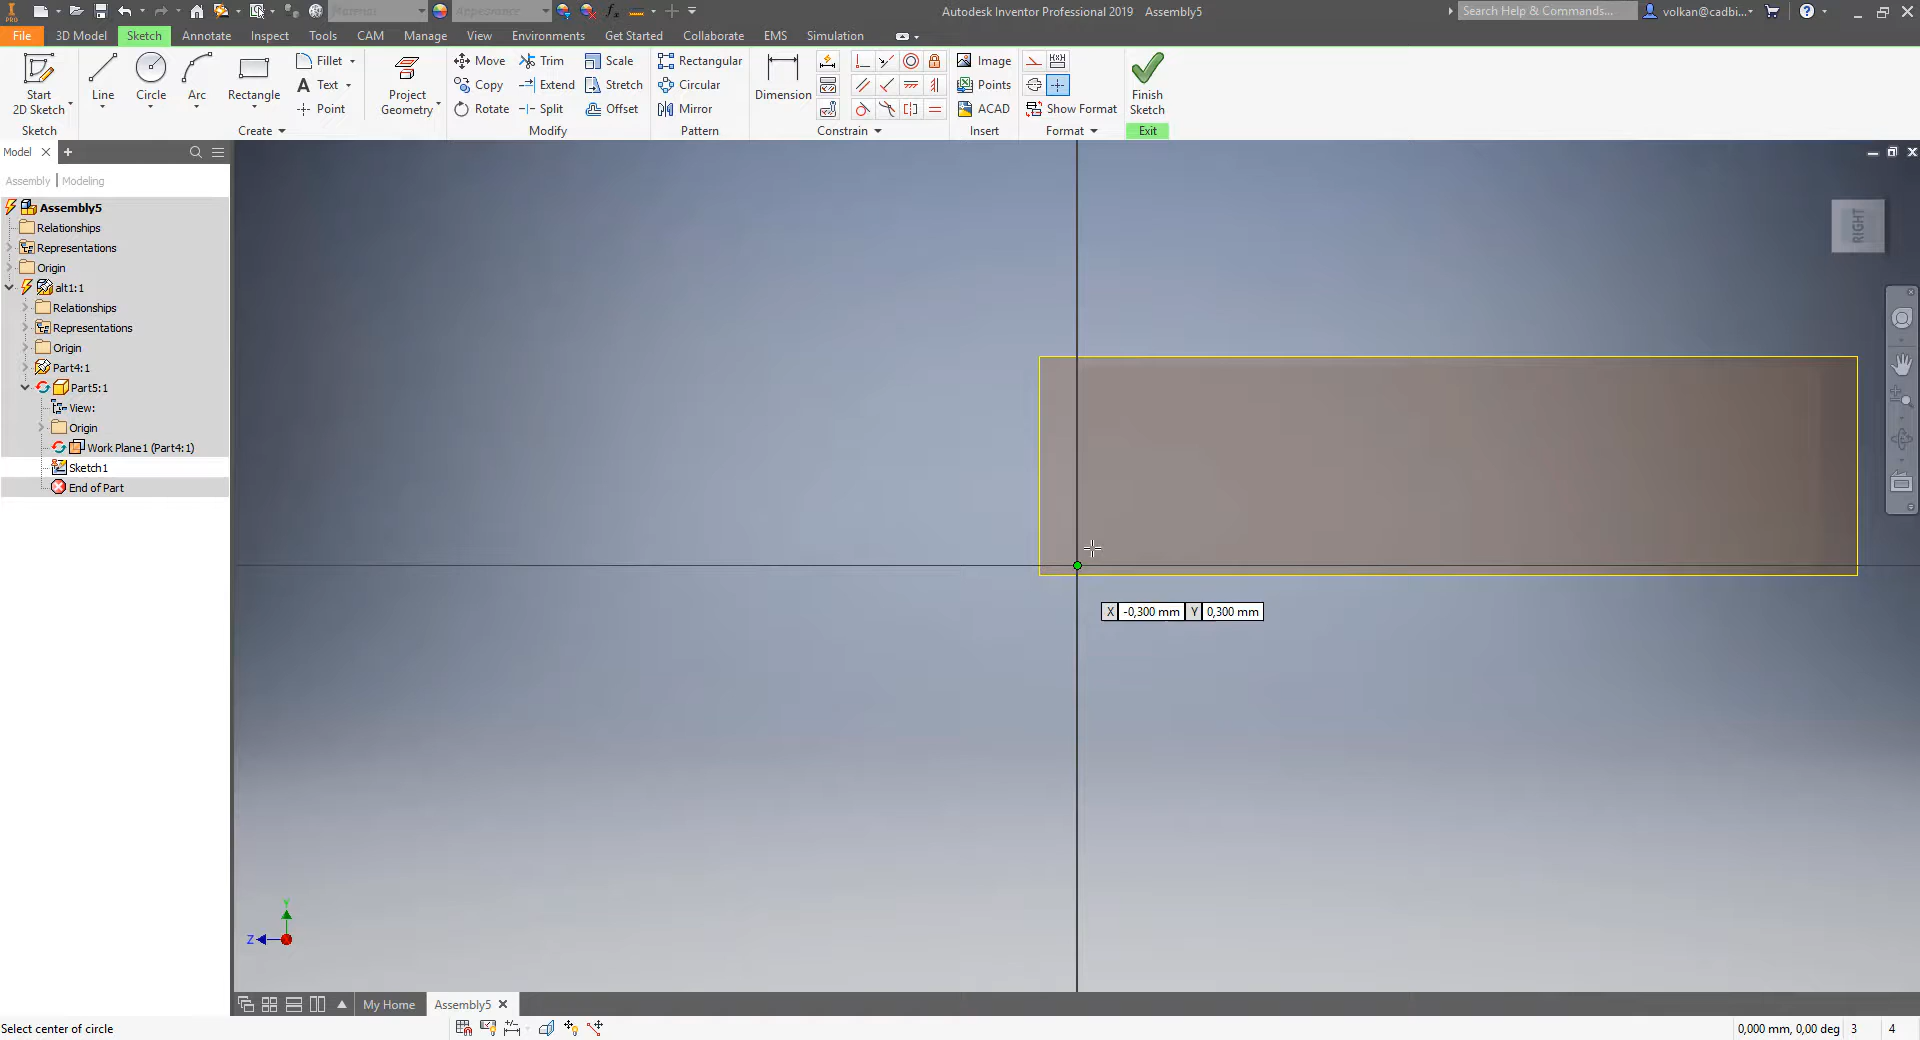 PRO Material Appearance fx Autodesk Inventor Professional 2019 Assembly5 Search Help & Commands... volkan@cadbi... ?
File 3D Model Sketch Annotate Inspect Tools CAM Manage View Environments Get Started Collaborate EMS Simulation
Start
2D Sketch
Sketch
Line
Circle
Arc
Rectangle
Fillet
Text
Point
Create
Project
Geometry
Move
Copy
Rotate
Trim
Extend
Split
Scale
Stretch
Offset
Modify
Rectangular
Circular
Mirror
Pattern
Dimension
Constrain
Image
Points
ACAD
Insert
Show Format
Format
Finish
Sketch
Exit
Model
Assembly Modeling
Assembly5
Relationships
Representations
Origin
alt1:1
Relationships
Representations
Origin
Part4:1
Part5:1
View:
Origin
Work Plane1 (Part4:1)
Sketch1
End of Part
RIGHT
X -0,300 mm Y 0,300 mm
Y
Z
My Home Assembly5
Select center of circle
0,000 mm, 0,00 deg 3 4